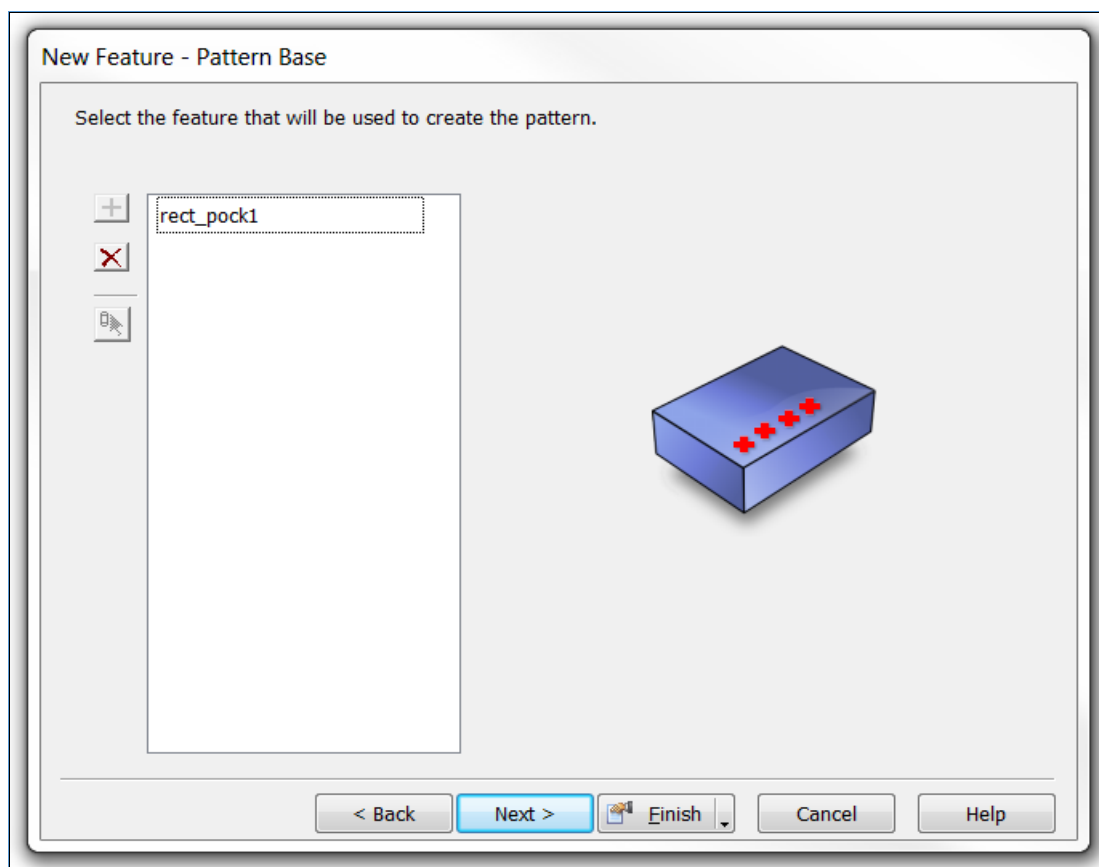 New Feature - Pattern Base
Select the feature that will be used to create the pattern.
rect_pock1
< Back Next > Finish Cancel Help